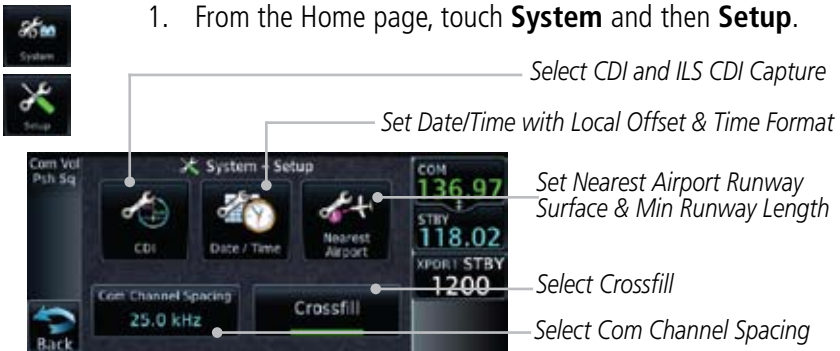 1. From the Home page, touch System and then Setup.
System
Setup
Select CDI and ILS CDI Capture
Set Date/Time with Local Offset & Time Format
Com Vol
Psh Sq
System - Setup
CDI
Date / Time
Nearest
Airport
COM
136.97
STBY
118.02
XPDR1 STBY
1200
Set Nearest Airport Runway
Surface & Min Runway Length
Com Channel Spacing
25.0 kHz
Crossfill
Back
Select Crossfill
Select Com Channel Spacing